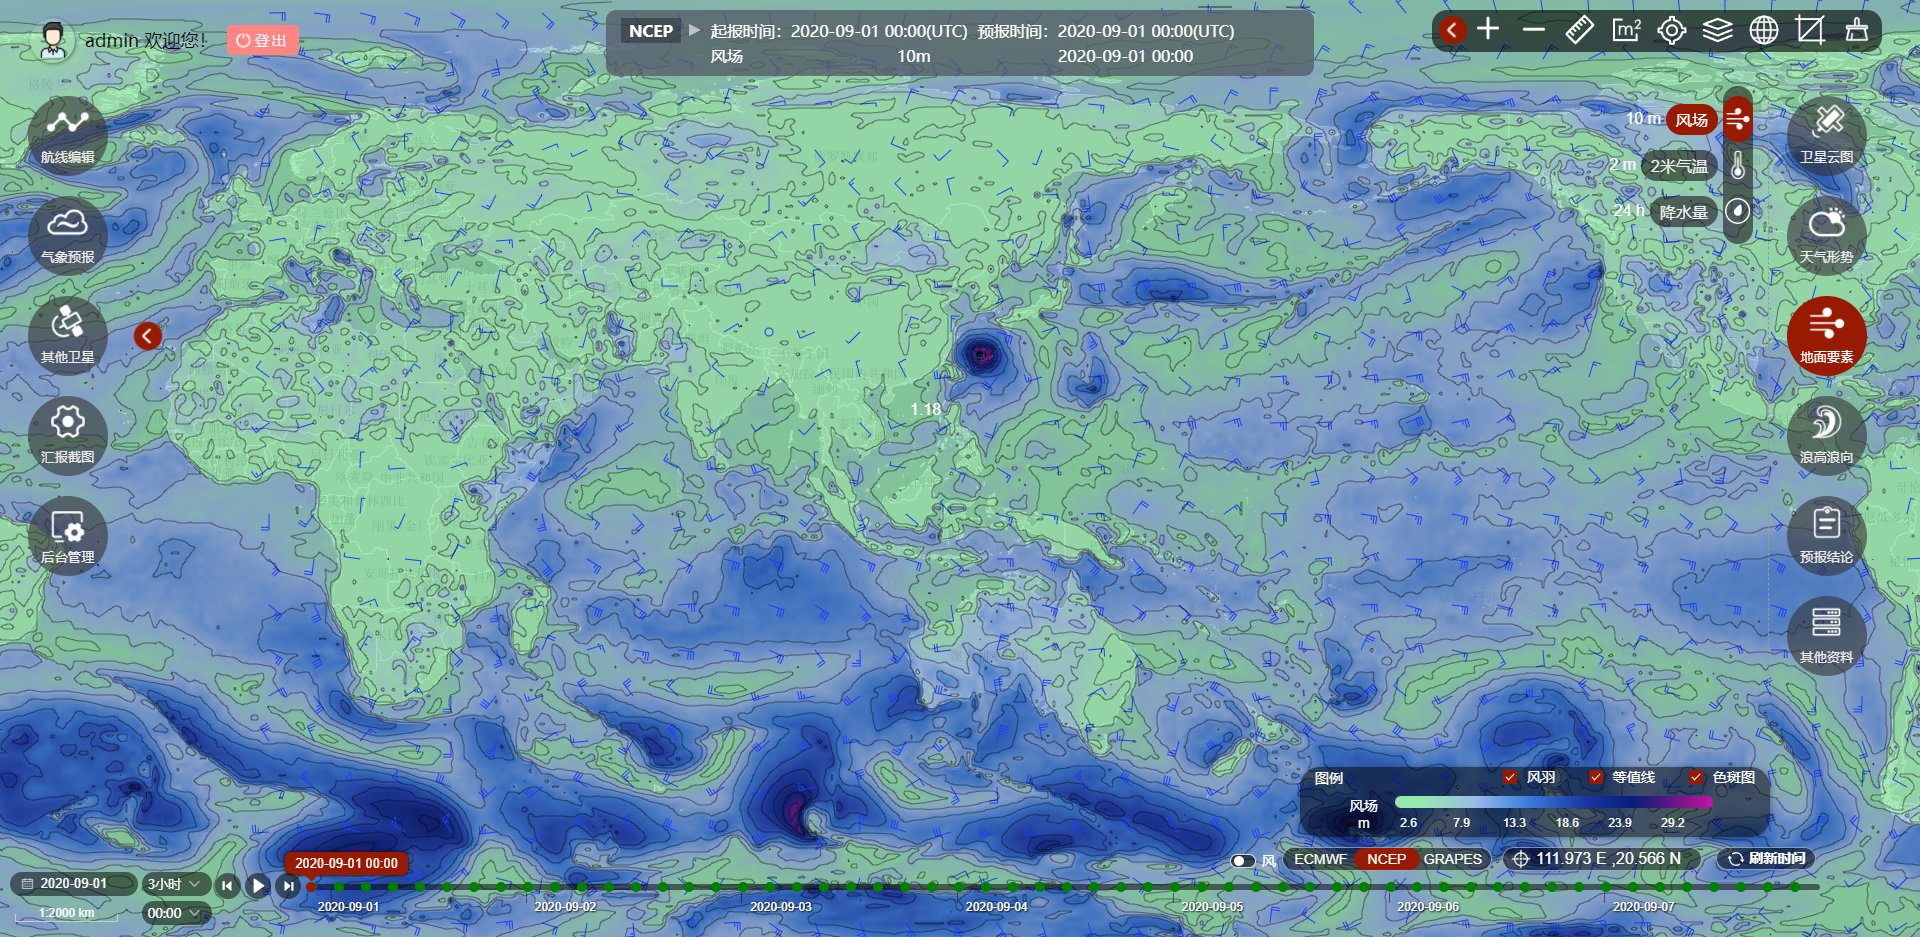 admin 欢迎您!
登出
NCEP
起报时间：2020-09-01 00:00(UTC) 预报时间：2020-09-01 00:00(UTC)
风场 10m 2020-09-01 00:00
m²
航线编辑
气象预报
其他卫星
汇报截图
后台管理
10 m 风场
2 m 2米气温
24 h 降水量
卫星云图
天气形势
地面要素
浪高浪向
预报结论
其他资料
1.18
图例 风羽 等值线 色斑图
风场
m
2.6 7.9 13.3 18.6 23.9 29.2
风 ECMWF NCEP GRAPES 111.973 E ,20.566 N 刷新时间
2020-09-01 00:00
2020-09-01 3小时
1:2000 km 00:00
2020-09-01 2020-09-02 2020-09-03 2020-09-04 2020-09-05 2020-09-06 2020-09-07